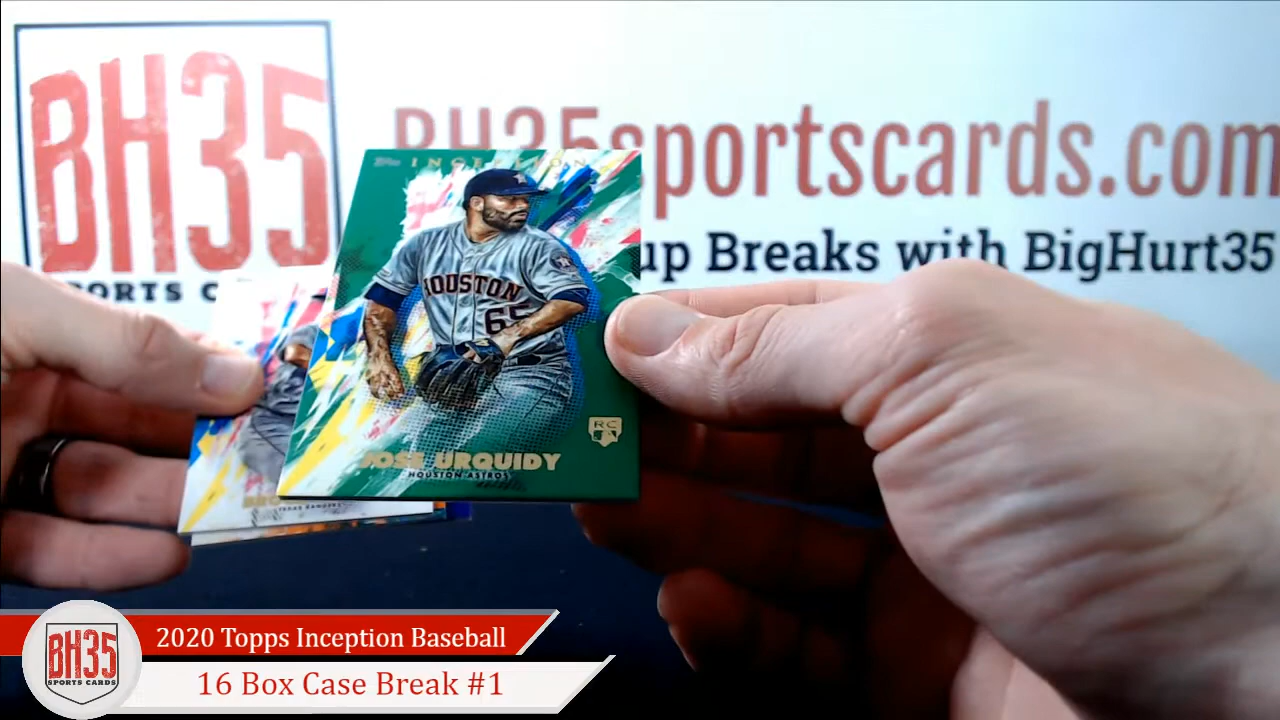 BH35
SPORTS C
BH35sportscards.com
up Breaks with BigHurt35
Topps INCEPTION
HOUSTON
65
RC
JOSE URQUIDY
HOUSTON ASTROS
TEXAS RANGERS
BH35
SPORTS CARDS
2020 Topps Inception Baseball
16 Box Case Break #1